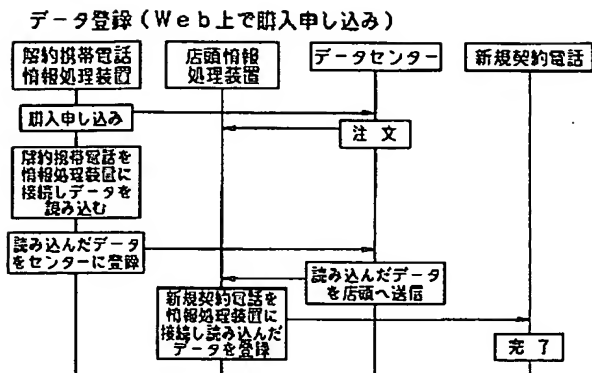 データ登録(Web上で購入申し込み)
解約携帯電話
情報処理装置
店頭情報
処理装置
データセンター
新規契約電話
購入申し込み
注 文
解約携帯電話を
情報処理装置に
接続しデータを
読み込む
読み込んだデータ
をセンターに登録
読み込んだデータ
を店頭へ送信
新規契約電話を
情報処理装置に
接続し読み込んだ
データを登録
完 了